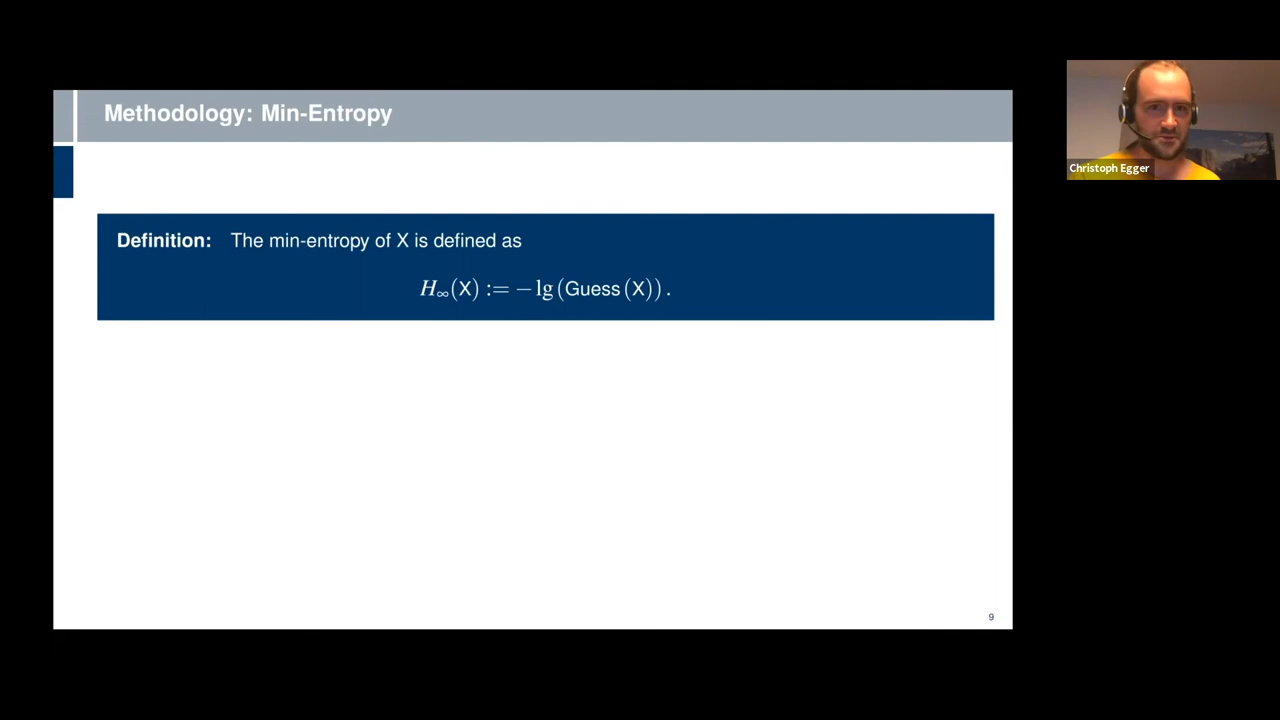 Methodology: Min-Entropy
Christoph Egger
Definition: The min-entropy of X is defined as
H∞(X) := − lg (Guess (X)) .
9